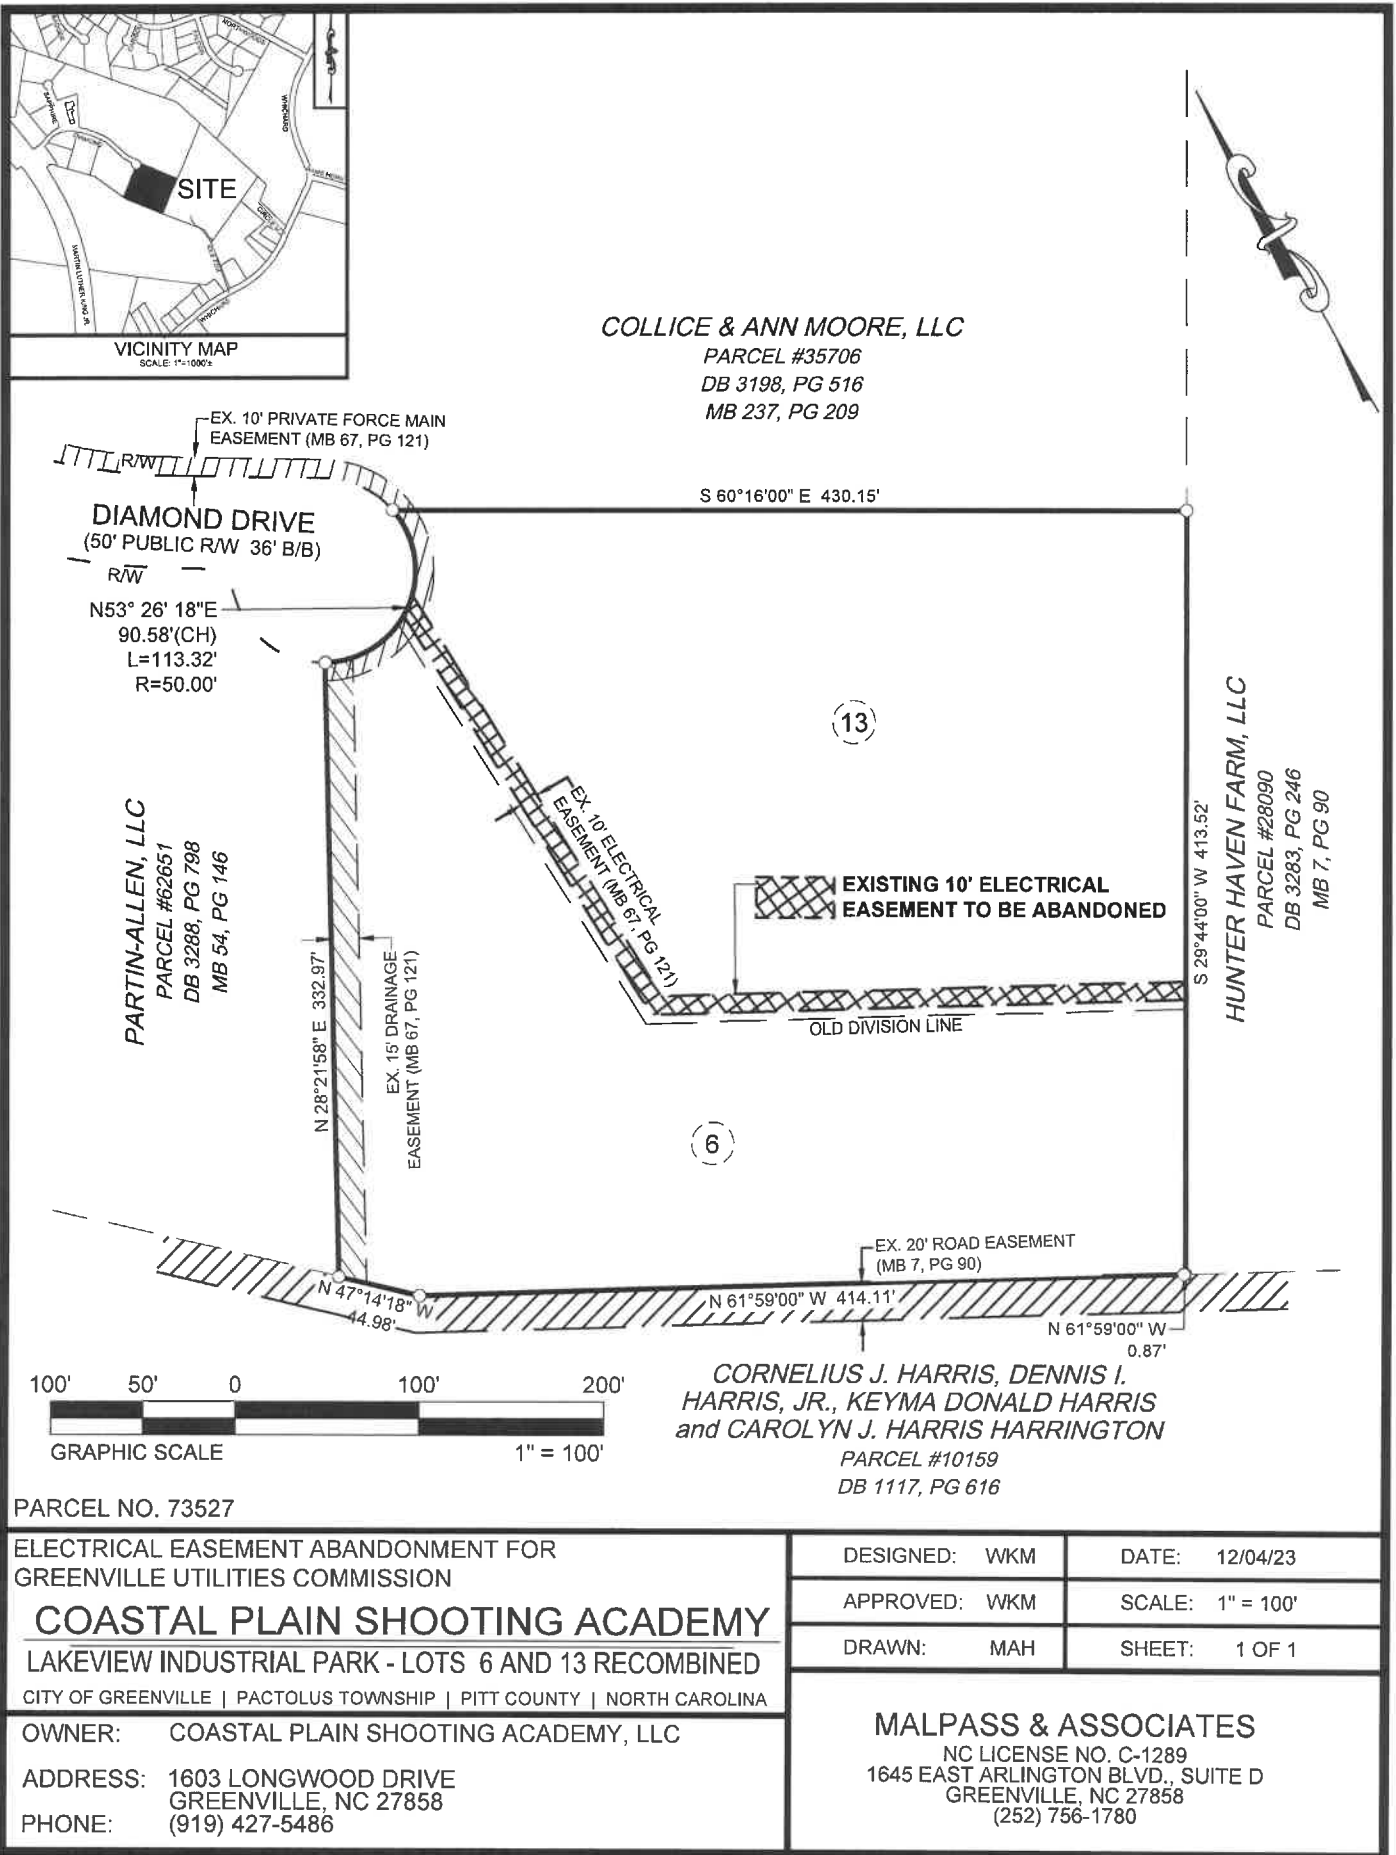 SITE
SAPPHIRE
DIAMOND
WHICHARD
MARTIN LUTHER KING JR.
WHICHARD
VICINITY MAP
SCALE: 1"=1000'±
COLLICE & ANN MOORE, LLC
PARCEL #35706
DB 3198, PG 516
MB 237, PG 209
EX. 10' PRIVATE FORCE MAIN
EASEMENT (MB 67, PG 121)
R/W
DIAMOND DRIVE
(50' PUBLIC R/W 36' B/B)
R/W
N53° 26' 18"E
90.58'(CH)
L=113.32'
R=50.00'
S 60°16'00" E 430.15'
13
EX. 10' ELECTRICAL
EASEMENT (MB 67, PG 121)
EXISTING 10' ELECTRICAL
EASEMENT TO BE ABANDONED
S 29°44'00" W 413.52'
HUNTER HAVEN FARM, LLC
PARCEL #28090
DB 3283, PG 246
MB 7, PG 90
PARTIN-ALLEN, LLC
PARCEL #62651
DB 3288, PG 798
MB 54, PG 146
N 28°21'58" E 332.97'
EX. 15' DRAINAGE
EASEMENT (MB 67, PG 121)
OLD DIVISION LINE
6
EX. 20' ROAD EASEMENT
(MB 7, PG 90)
N 47°14'18" W
44.98'
N 61°59'00" W 414.11'
N 61°59'00" W
0.87'
CORNELIUS J. HARRIS, DENNIS I.
HARRIS, JR., KEYMA DONALD HARRIS
and CAROLYN J. HARRIS HARRINGTON
PARCEL #10159
DB 1117, PG 616
100' 50' 0 100' 200'
GRAPHIC SCALE 1" = 100'
PARCEL NO. 73527
ELECTRICAL EASEMENT ABANDONMENT FOR
GREENVILLE UTILITIES COMMISSION
COASTAL PLAIN SHOOTING ACADEMY
LAKEVIEW INDUSTRIAL PARK - LOTS 6 AND 13 RECOMBINED
CITY OF GREENVILLE | PACTOLUS TOWNSHIP | PITT COUNTY | NORTH CAROLINA
OWNER: COASTAL PLAIN SHOOTING ACADEMY, LLC
ADDRESS: 1603 LONGWOOD DRIVE
GREENVILLE, NC 27858
PHONE: (919) 427-5486
DESIGNED: WKM DATE: 12/04/23
APPROVED: WKM SCALE: 1" = 100'
DRAWN: MAH SHEET: 1 OF 1
MALPASS & ASSOCIATES
NC LICENSE NO. C-1289
1645 EAST ARLINGTON BLVD., SUITE D
GREENVILLE, NC 27858
(252) 756-1780